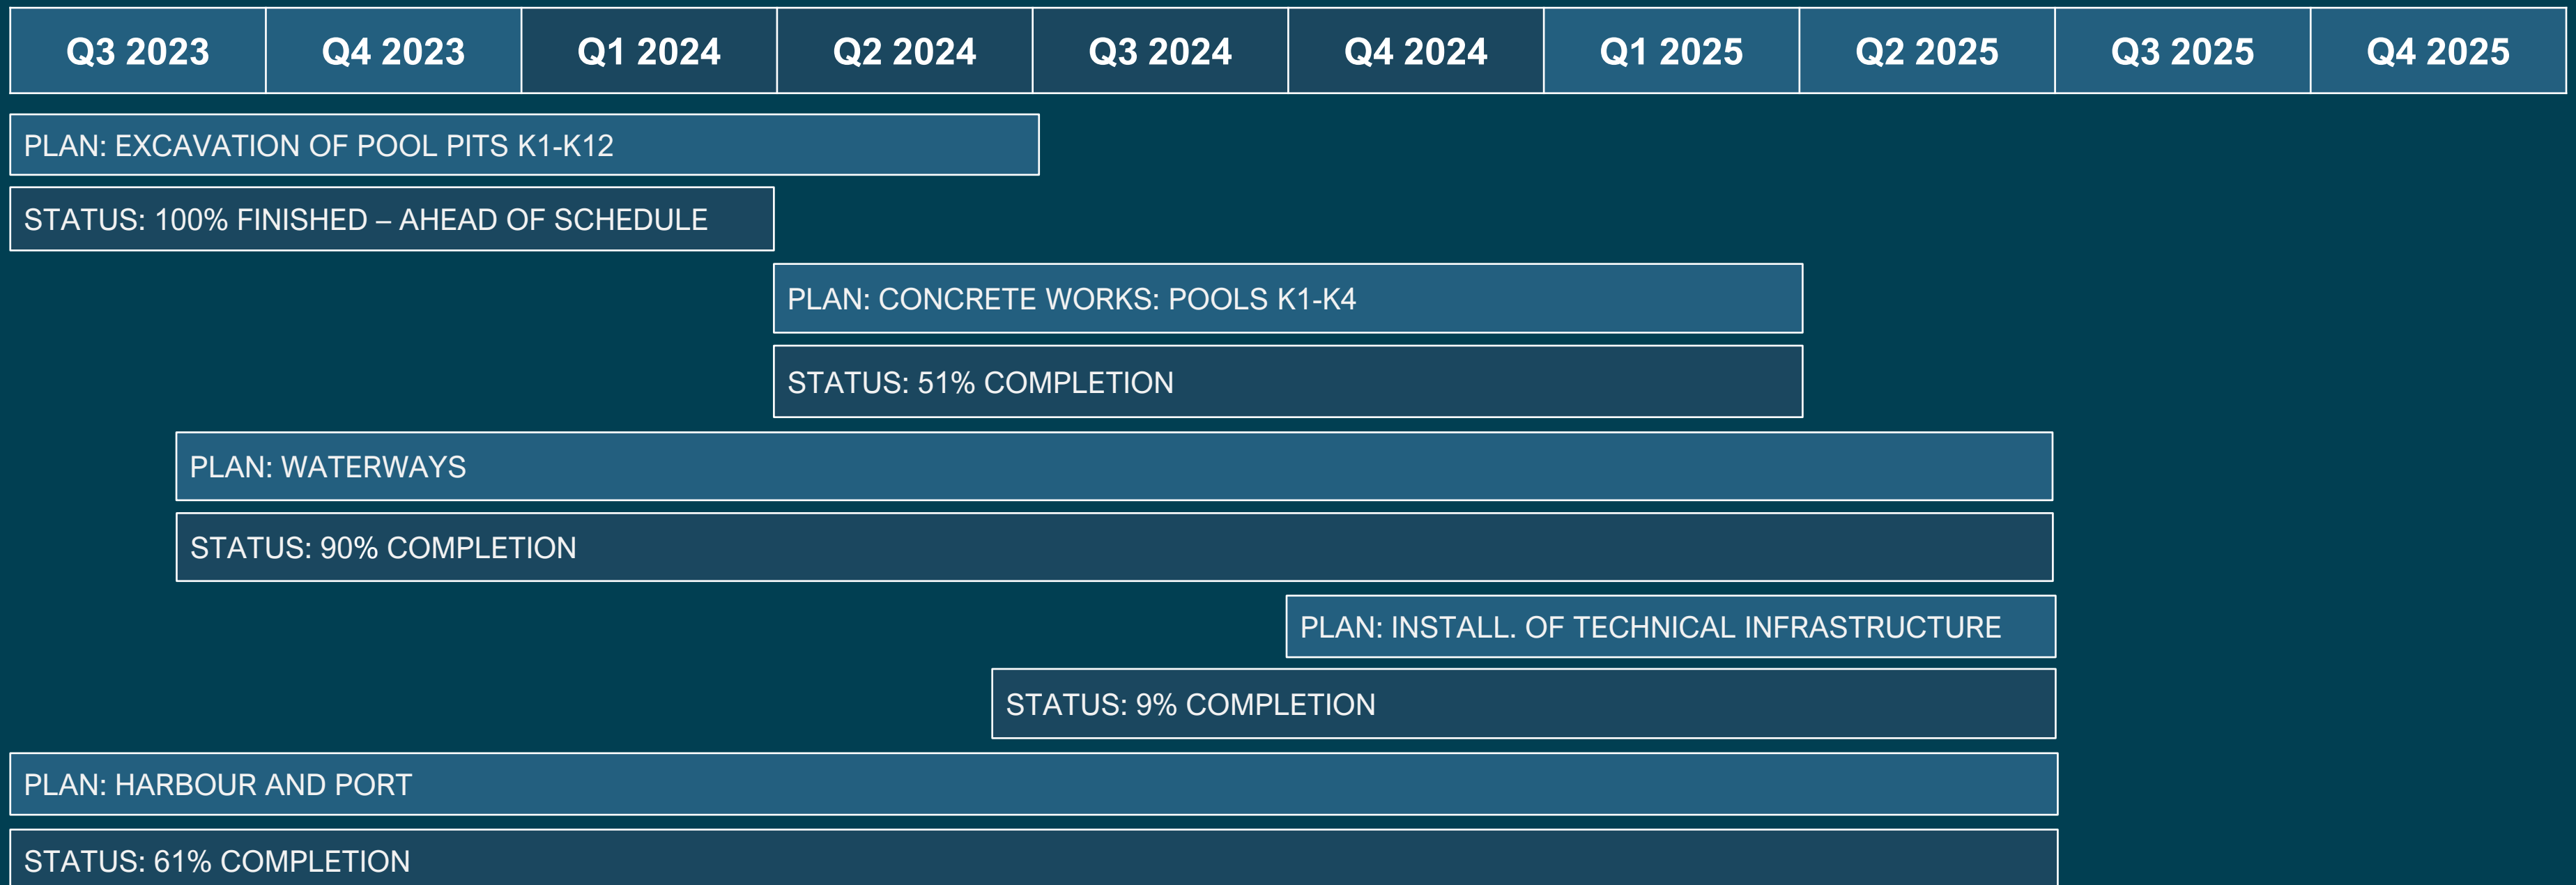 Q3 2023 Q4 2023 Q1 2024 Q2 2024 Q3 2024 Q4 2024 Q1 2025 Q2 2025 Q3 2025 Q4 2025
PLAN: EXCAVATION OF POOL PITS K1-K12
STATUS: 100% FINISHED – AHEAD OF SCHEDULE
PLAN: CONCRETE WORKS: POOLS K1-K4
STATUS: 51% COMPLETION
PLAN: WATERWAYS
STATUS: 90% COMPLETION
PLAN: INSTALL. OF TECHNICAL INFRASTRUCTURE
STATUS: 9% COMPLETION
PLAN: HARBOUR AND PORT
STATUS: 61% COMPLETION